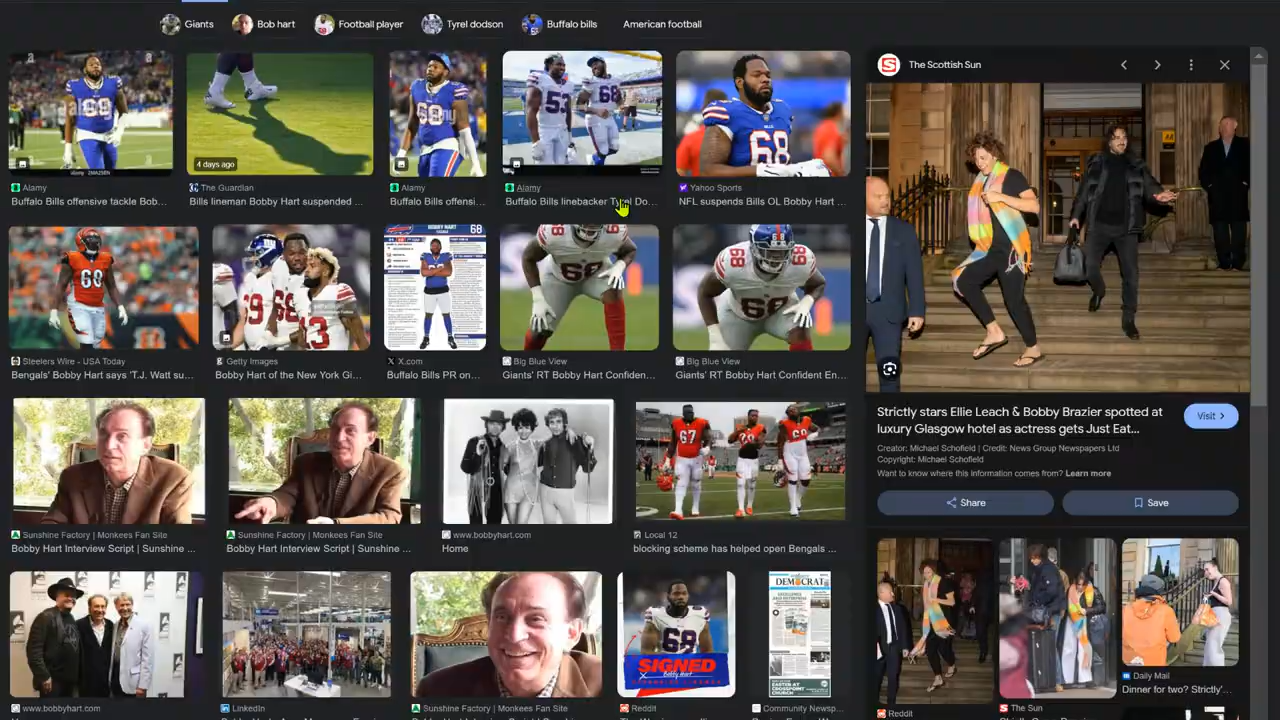 Giants
Bob hart
Football player
Tyrel dodson
Buffalo bills
American football
Alamy
Buffalo Bills offensive tackle Bob...
4 days ago
The Guardian
Bills lineman Bobby Hart suspended ...
Alamy
Buffalo Bills offensi...
Alamy
Buffalo Bills linebacker Tyrel Do...
Yahoo Sports
NFL suspends Bills OL Bobby Hart ...
Steelers Wire - USA Today
Bengals' Bobby Hart says 'T.J. Watt su...
Getty Images
Bobby Hart of the New York Gi...
BOBBY HART 68
X.com
Buffalo Bills PR on...
Big Blue View
Giants' RT Bobby Hart Confiden...
Big Blue View
Giants' RT Bobby Hart Confident En...
Sunshine Factory | Monkees Fan Site
Bobby Hart Interview Script | Sunshine ...
Sunshine Factory | Monkees Fan Site
Bobby Hart Interview Script | Sunshine ...
www.bobbyhart.com
Home
Local 12
blocking scheme has helped open Bengals ...
www.bobbyhart.com
LinkedIn
Sunshine Factory | Monkees Fan Site
68
SIGNED
Reddit
DEMOCRAT
Community Newsp...
The Scottish Sun
Strictly stars Ellie Leach & Bobby Brazier spotted at
luxury Glasgow hotel as actress gets Just Eat...
Visit
Creator: Michael Schofield | Credit: News Group Newspapers Ltd
Copyright: Michael Schofield
Want to know where this information comes from? Learn more
Share
Save
Reddit
The Sun
Daily Mail
Dinner for two? Strictly'...